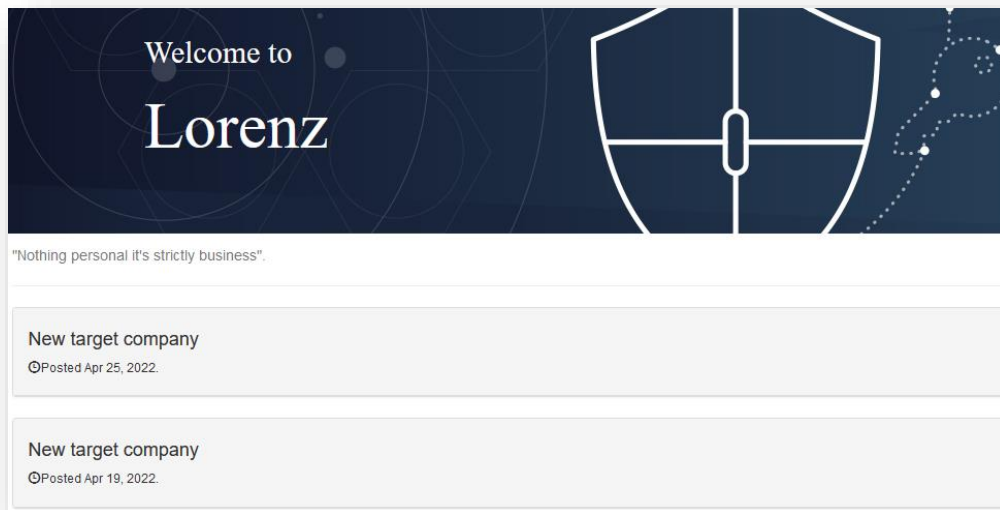 Welcome to
Lorenz
"Nothing personal it's strictly business".
New target company
Posted Apr 25, 2022.
New target company
Posted Apr 19, 2022.